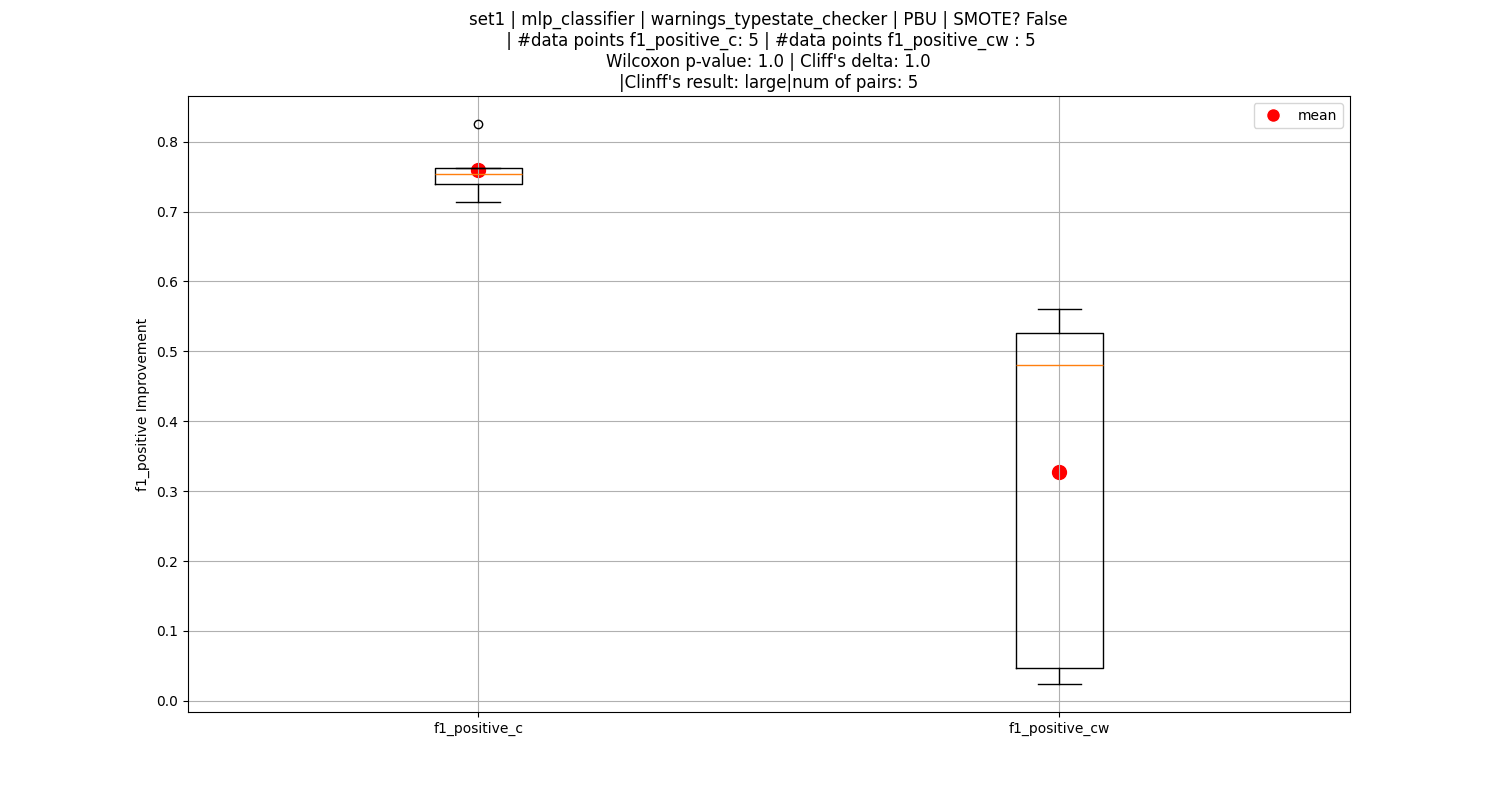 set1 | mlp_classifier | warnings_typestate_checker | PBU | SMOTE? False
| #data points f1_positive_c: 5 | #data points f1_positive_cw : 5
Wilcoxon p-value: 1.0 | Cliff's delta: 1.0
|Clinff's result: large|num of pairs: 5
mean
0.8
0.7
0.6
0.5
0.4
0.3
0.2
0.1
0.0
f1_positive Improvement
f1_positive_c
f1_positive_cw